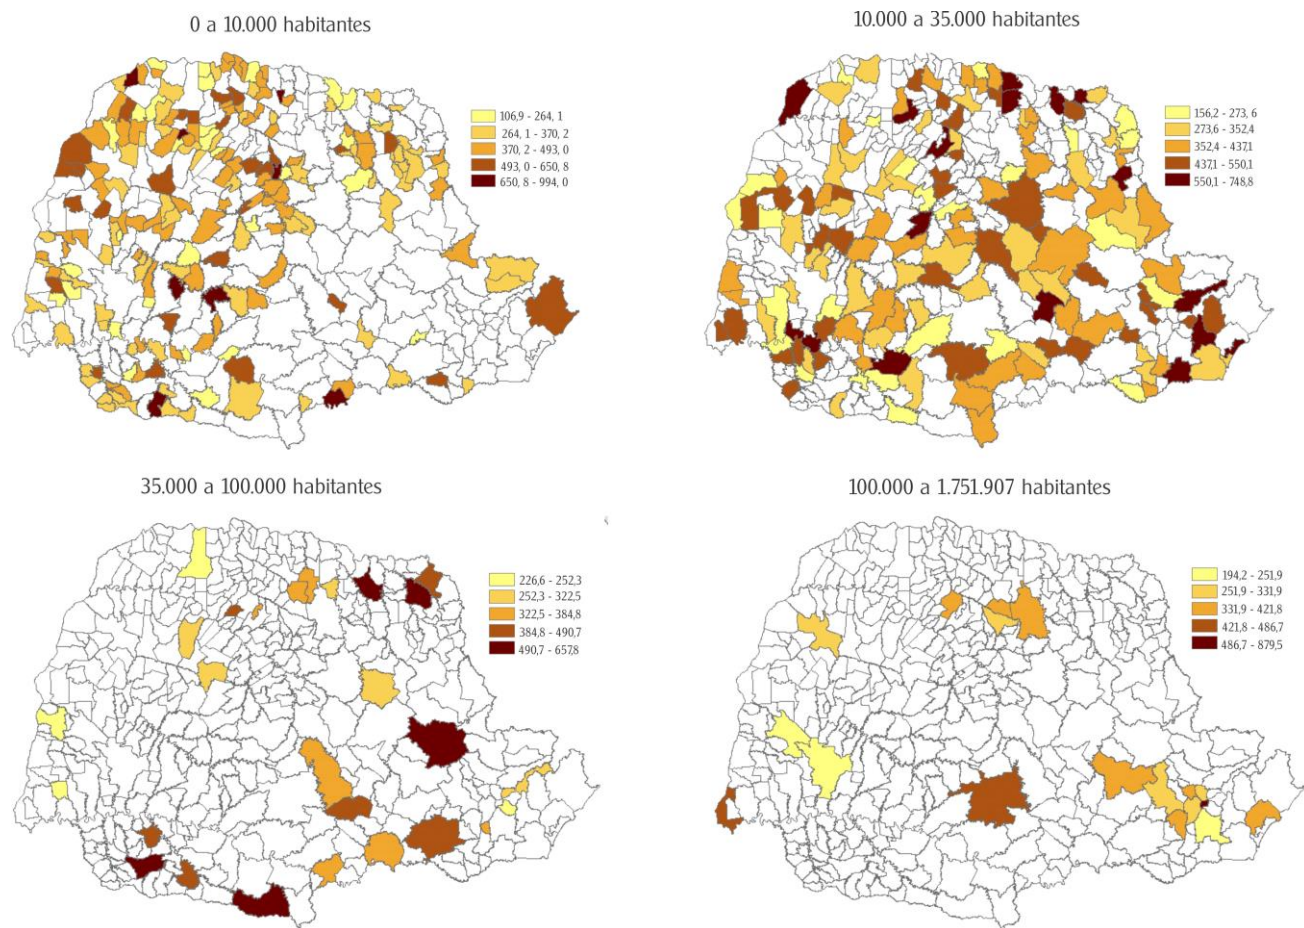 0 a 10.000 habitantes
106,9 - 264, 1
264, 1 - 370, 2
370, 2 - 493, 0
493, 0 - 650, 8
650, 8 - 994, 0
10.000 a 35.000 habitantes
156,2 - 273, 6
273,6 - 352,4
352,4 - 437,1
437,1 - 550,1
550,1 - 748,8
35.000 a 100.000 habitantes
226,6 - 252,3
252,3 - 322,5
322,5 - 384,8
384,8 - 490,7
490,7 - 657,8
100.000 a 1.751.907 habitantes
194,2 - 251,9
251,9 - 331,9
331,9 - 421,8
421,8 - 486,7
486,7 - 879,5